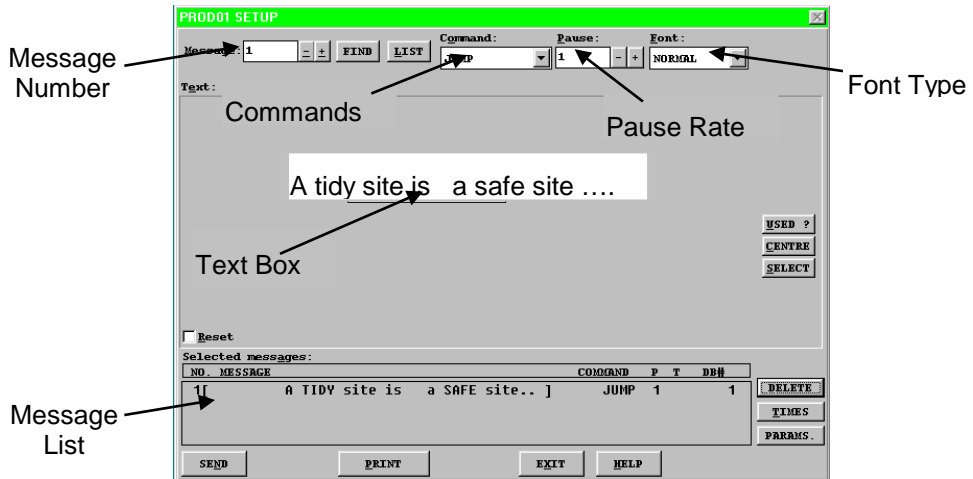 PROD01 SETUP
Message Number
Message: 1 - + FIND LIST
Command: JUMP
Pause: 1 - +
Font: NORMAL
Font Type
Text:
Commands
Pause Rate
A tidy site is a safe site ….
Text Box
USED ?
CENTRE
SELECT
Reset
Selected messages:
NO. MESSAGE COMMAND P T DB#
1[ A TIDY site is a SAFE site.. ] JUMP 1 1
Message List
DELETE
TIMES
PARAMS.
SEND PRINT EXIT HELP